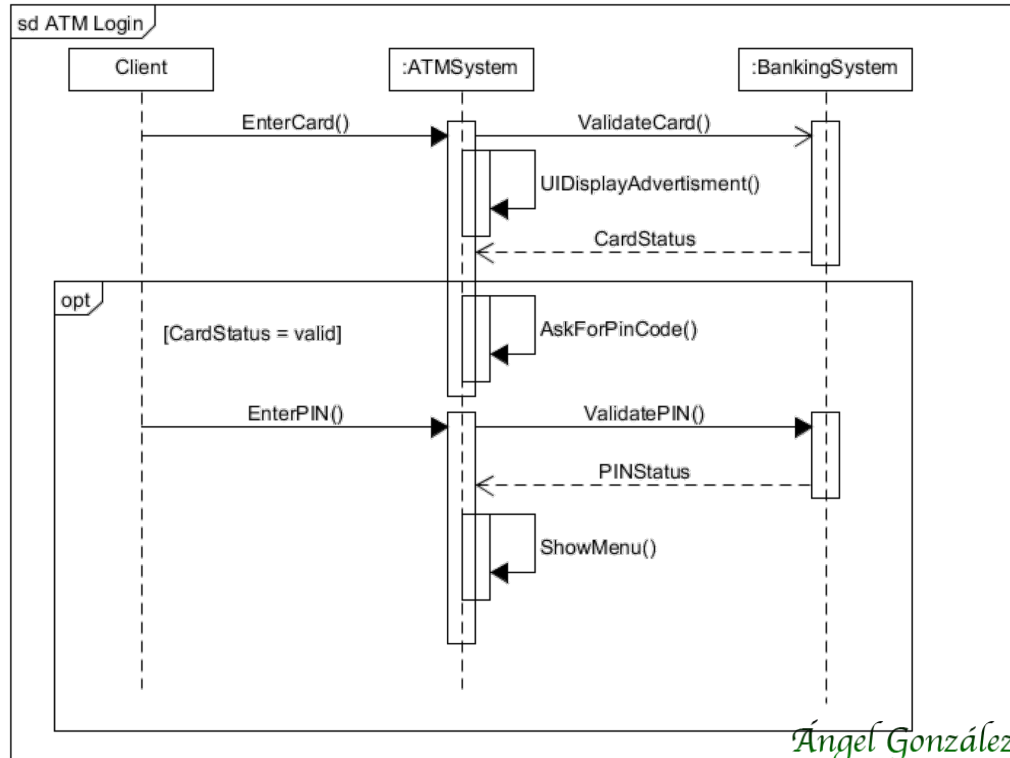 sd ATM Login
Client
:ATMSystem
:BankingSystem
EnterCard()
ValidateCard()
UIDisplayAdvertisment()
CardStatus
opt
[CardStatus = valid]
AskForPinCode()
EnterPIN()
ValidatePIN()
PINStatus
ShowMenu()
Ángel González